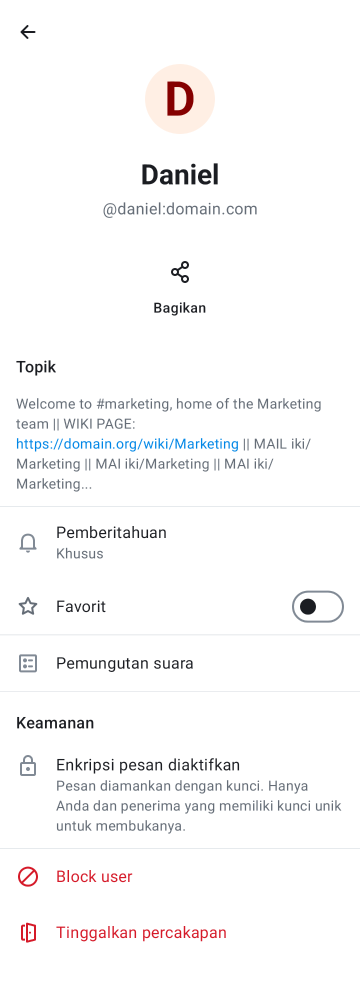 D
Daniel
@daniel:domain.com
Bagikan
Topik
Welcome to #marketing, home of the Marketing
team || WIKI PAGE:
https://domain.org/wiki/Marketing || MAIL iki/
Marketing || MAI iki/Marketing || MAI iki/
Marketing...
Pemberitahuan
Khusus
Favorit
Pemungutan suara
Keamanan
Enkripsi pesan diaktifkan
Pesan diamankan dengan kunci. Hanya
Anda dan penerima yang memiliki kunci unik
untuk membukanya.
Block user
Tinggalkan percakapan